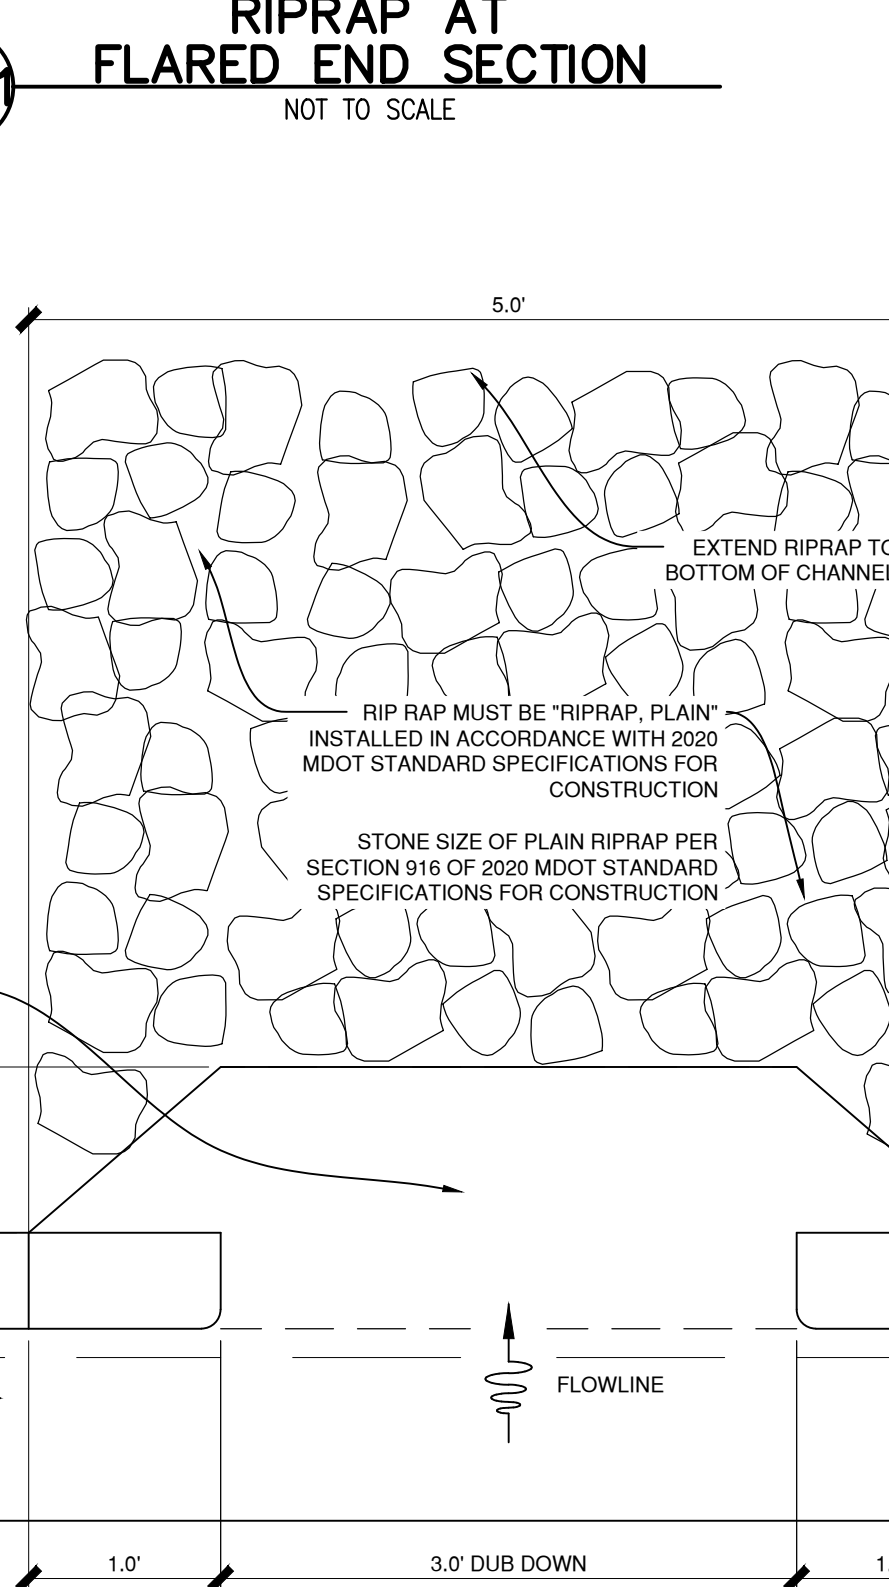 RIPRAP AT
FLARED END SECTION
NOT TO SCALE
5.0'
EXTEND RIPRAP TO
BOTTOM OF CHANNEL
RIP RAP MUST BE "RIPRAP, PLAIN"
INSTALLED IN ACCORDANCE WITH 2020
MDOT STANDARD SPECIFICATIONS FOR
CONSTRUCTION
STONE SIZE OF PLAIN RIPRAP PER
SECTION 916 OF 2020 MDOT STANDARD
SPECIFICATIONS FOR CONSTRUCTION
FLOWLINE
1.0'
3.0' DUB DOWN